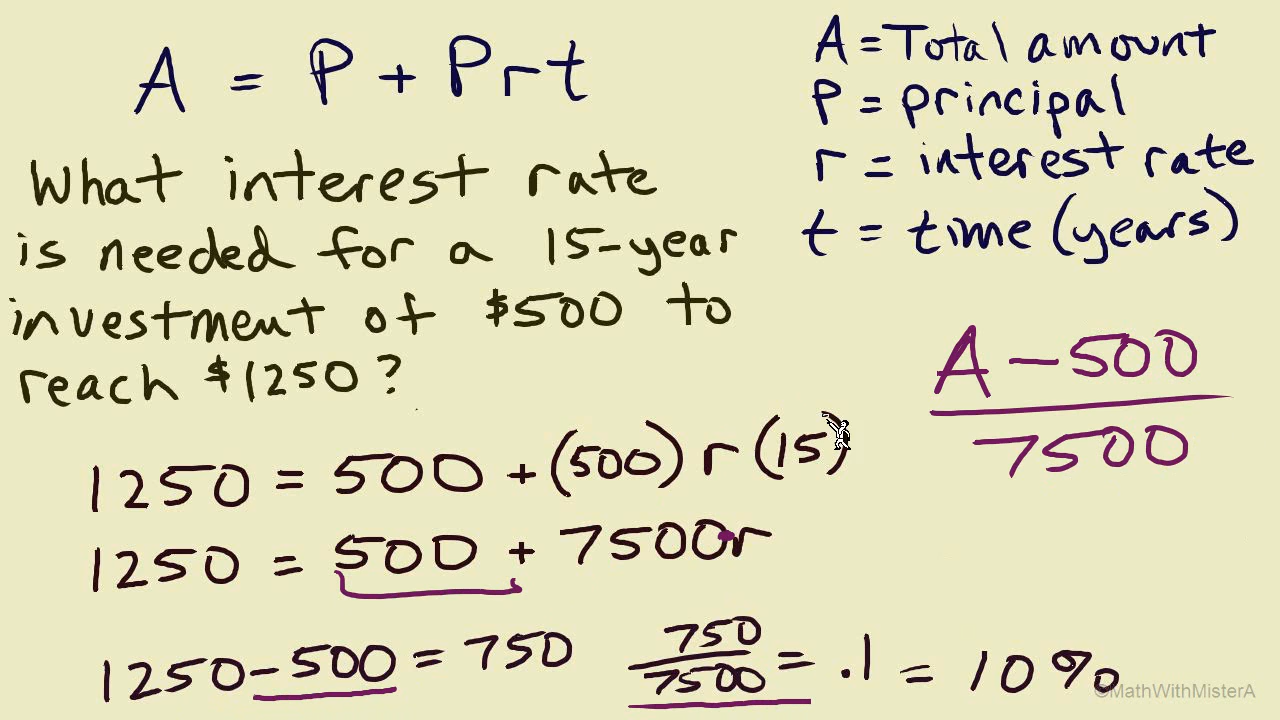 A = P + Prt
What interest rate
is needed for a 15-year
investment of $500 to
reach $1250?
A = Total amount
P = principal
r = interest rate
t = time (years)
A - 500
7500
1250 = 500 + (500) r (15)
1250 = 500 + 7500•r
1250 - 500 = 750
750
7500
= .1 = 10%
©MathWithMisterA